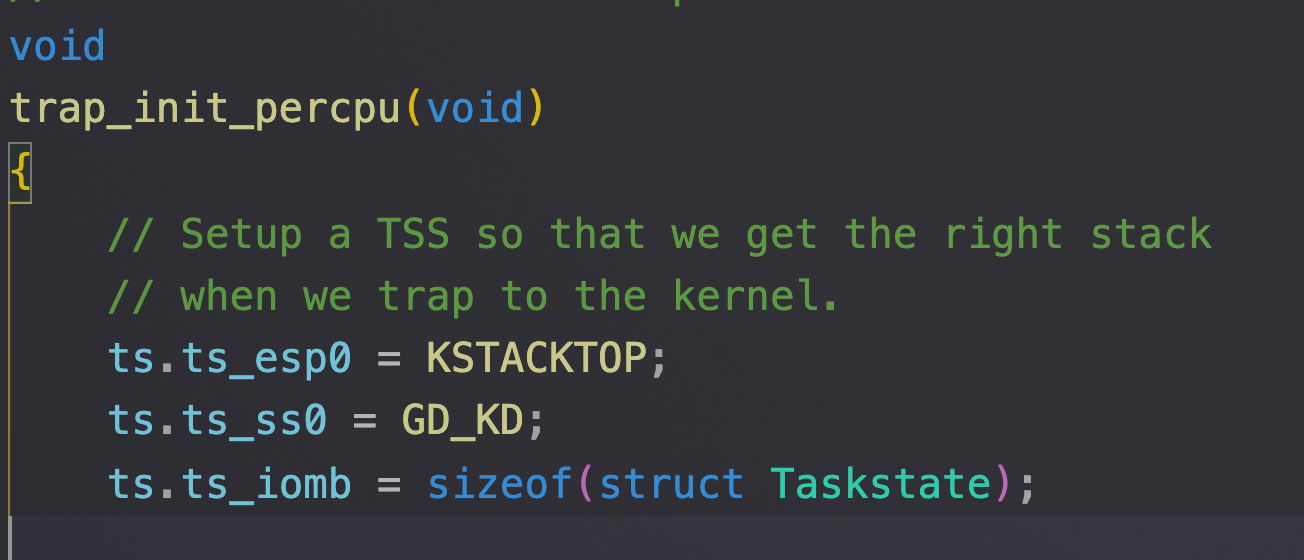 void
trap_init_percpu(void)
{
    // Setup a TSS so that we get the right stack
    // when we trap to the kernel.
    ts.ts_esp0 = KSTACKTOP;
    ts.ts_ss0 = GD_KD;
    ts.ts_iomb = sizeof(struct Taskstate);